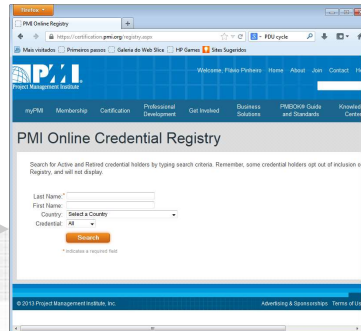 Firefox
PMI Online Registry
https://certification.pmi.org/registry.aspx
PDU cycle
Mais visitados Primeiros passos Galeria do Web Slice HP Games Sites Sugeridos
PMI
Project Management Institute
Welcome, Flávio Pinheiro Home About Join Contact
myPMI Membership Certification Professional Development Get Involved Business Solutions PMBOK® Guide and Standards
PMI Online Credential Registry
Search for Active and Retired credential holders by typing search criteria. Remember, some credential holders opt out of inclusion
Registry, and will not display.
Last Name:*
First Name:
Country: Select a Country
Credential: All
Search
* indicates a required field
© 2013 Project Management Institute, Inc. Advertising & Sponsorships Terms of